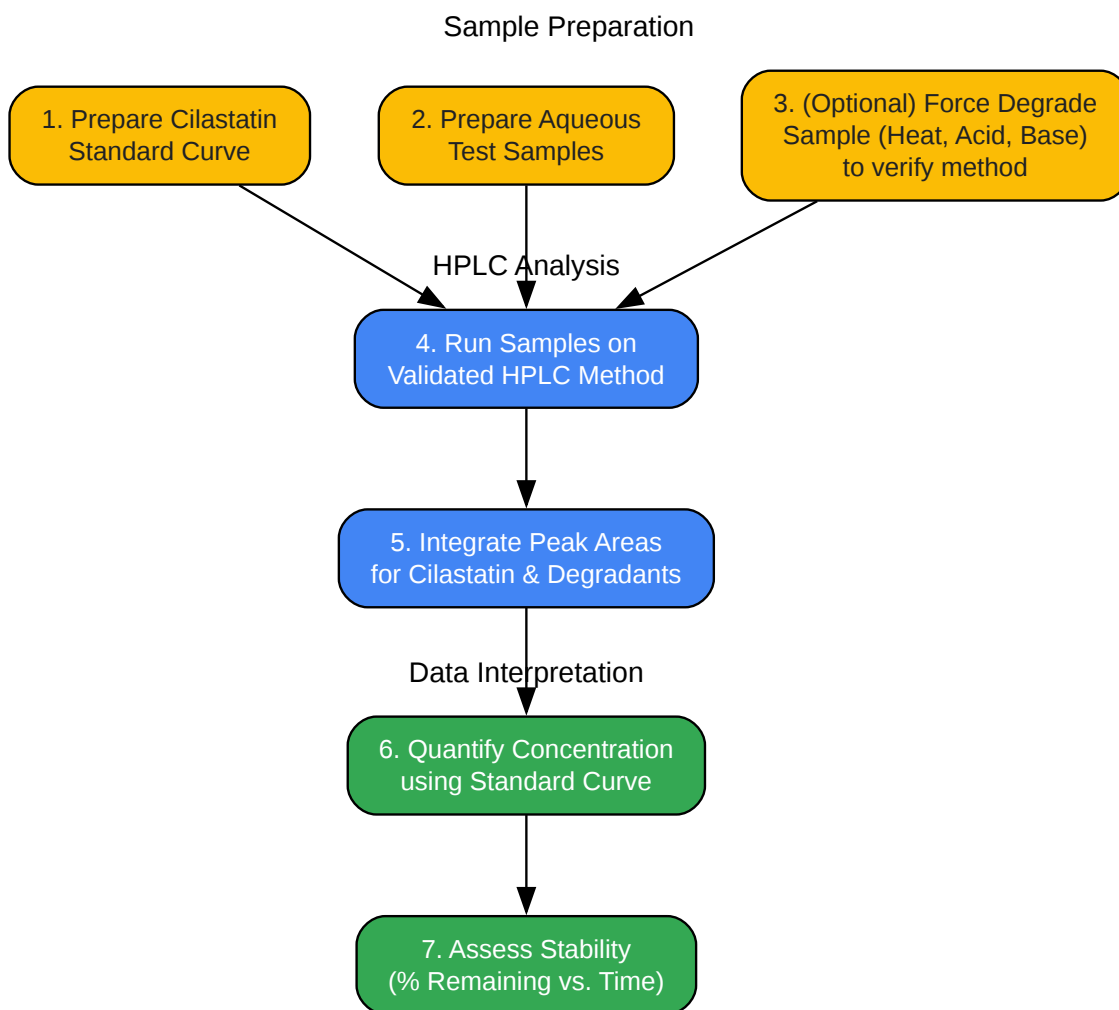 Sample Preparation
1. Prepare Cilastatin
Standard Curve
2. Prepare Aqueous
Test Samples
3. (Optional) Force Degrade
Sample (Heat, Acid, Base)
to verify method
HPLC Analysis
4. Run Samples on
Validated HPLC Method
5. Integrate Peak Areas
for Cilastatin & Degradants
Data Interpretation
6. Quantify Concentration
using Standard Curve
7. Assess Stability
(% Remaining vs. Time)